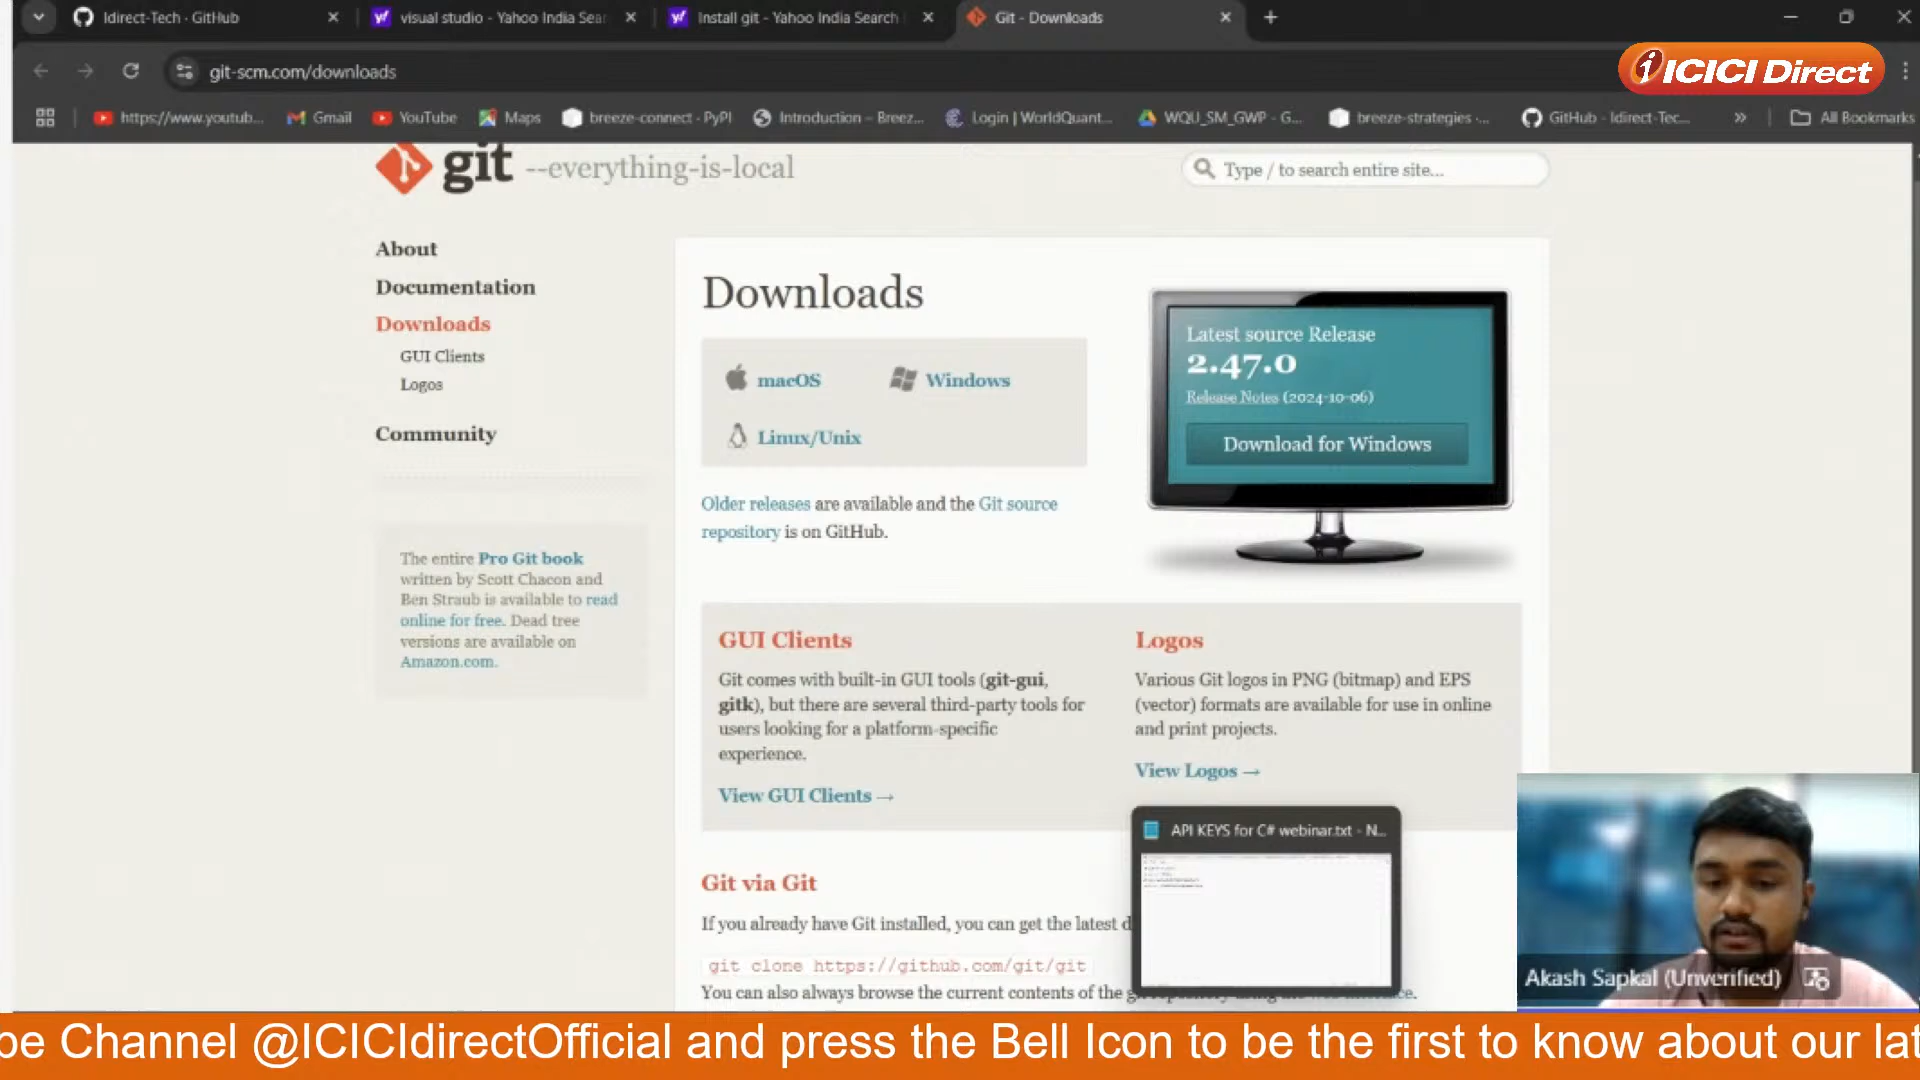 Idirect-Tech · GitHub
visual studio - Yahoo India Sear
Install git - Yahoo India Search
Git - Downloads
git-scm.com/downloads
ICICI Direct
https://www.youtub...
Gmail
YouTube
Maps
breeze-connect · PyPI
Introduction – Breez...
Login | WorldQuant...
WQU_SM_GWP - G...
breeze-strategies ·...
GitHub - Idirect-Tec...
»
All Bookmarks
git --everything-is-local
Type / to search entire site...
About
Documentation
Downloads
GUI Clients
Logos
Community
The entire Pro Git book
written by Scott Chacon and
Ben Straub is available to read
online for free. Dead tree
versions are available on
Amazon.com.
Downloads
macOS
Windows
Linux/Unix
Older releases are available and the Git source
repository is on GitHub.
Latest source Release
2.47.0
Release Notes (2024-10-06)
Download for Windows
GUI Clients
Git comes with built-in GUI tools (git-gui,
gitk), but there are several third-party tools for
users looking for a platform-specific
experience.
View GUI Clients →
Logos
Various Git logos in PNG (bitmap) and EPS
(vector) formats are available for use in online
and print projects.
View Logos →
API KEYS for C# webinar.txt - N...
Git via Git
If you already have Git installed, you can get the latest d
git clone https://github.com/git/git
You can also always browse the current contents of the
Akash Sapkal (Unverified)
be Channel @ICICIdirectOfficial and press the Bell Icon to be the first to know about our lat